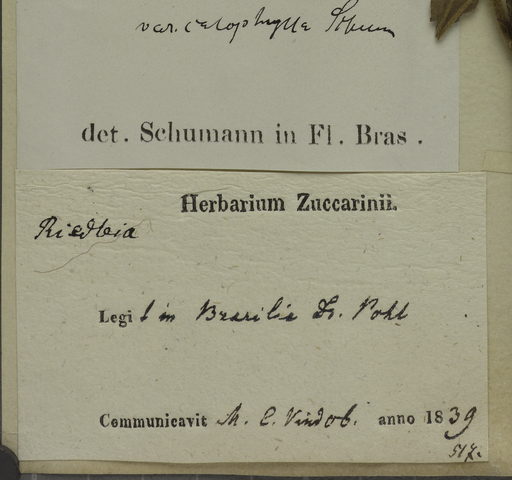 var. calophylla Schum
det. Schumann in Fl. Bras.
Herbarium Zuccarinii.
Riedleia
Legit in Brasilia Dr. Pohl
Communicavit M. C. Vindob. anno 1839
517.